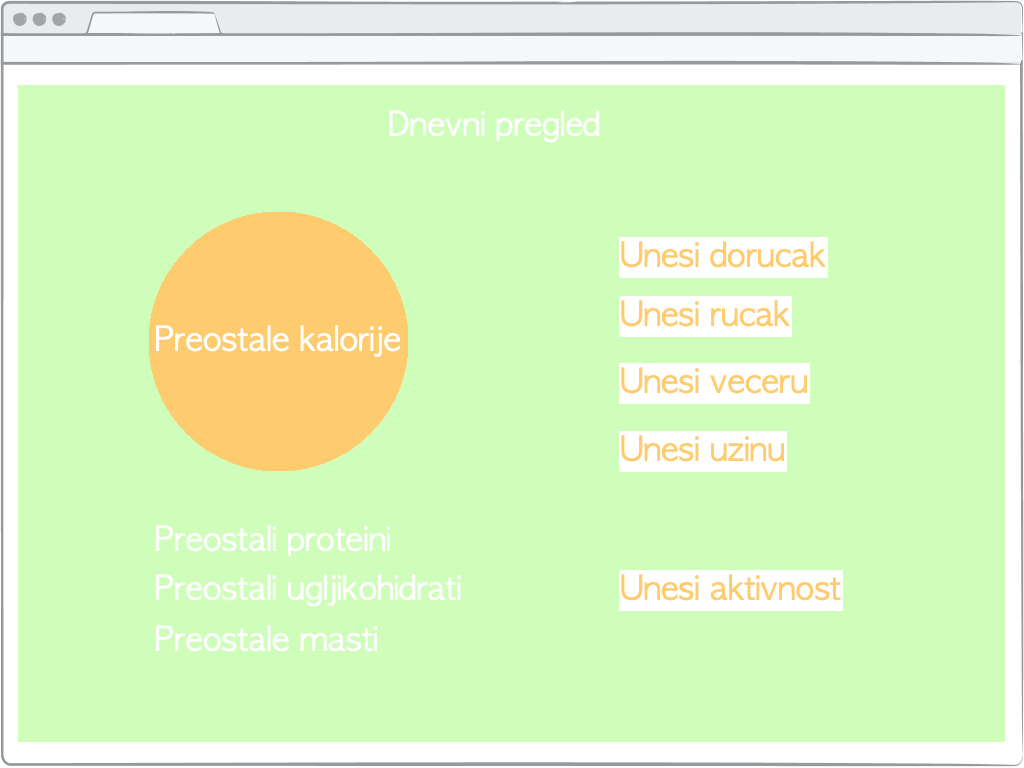 Dnevni pregled
Preostale kalorije
Unesi dorucak
Unesi rucak
Unesi veceru
Unesi uzinu
Preostali proteini
Preostali ugljikohidrati
Preostale masti
Unesi aktivnost